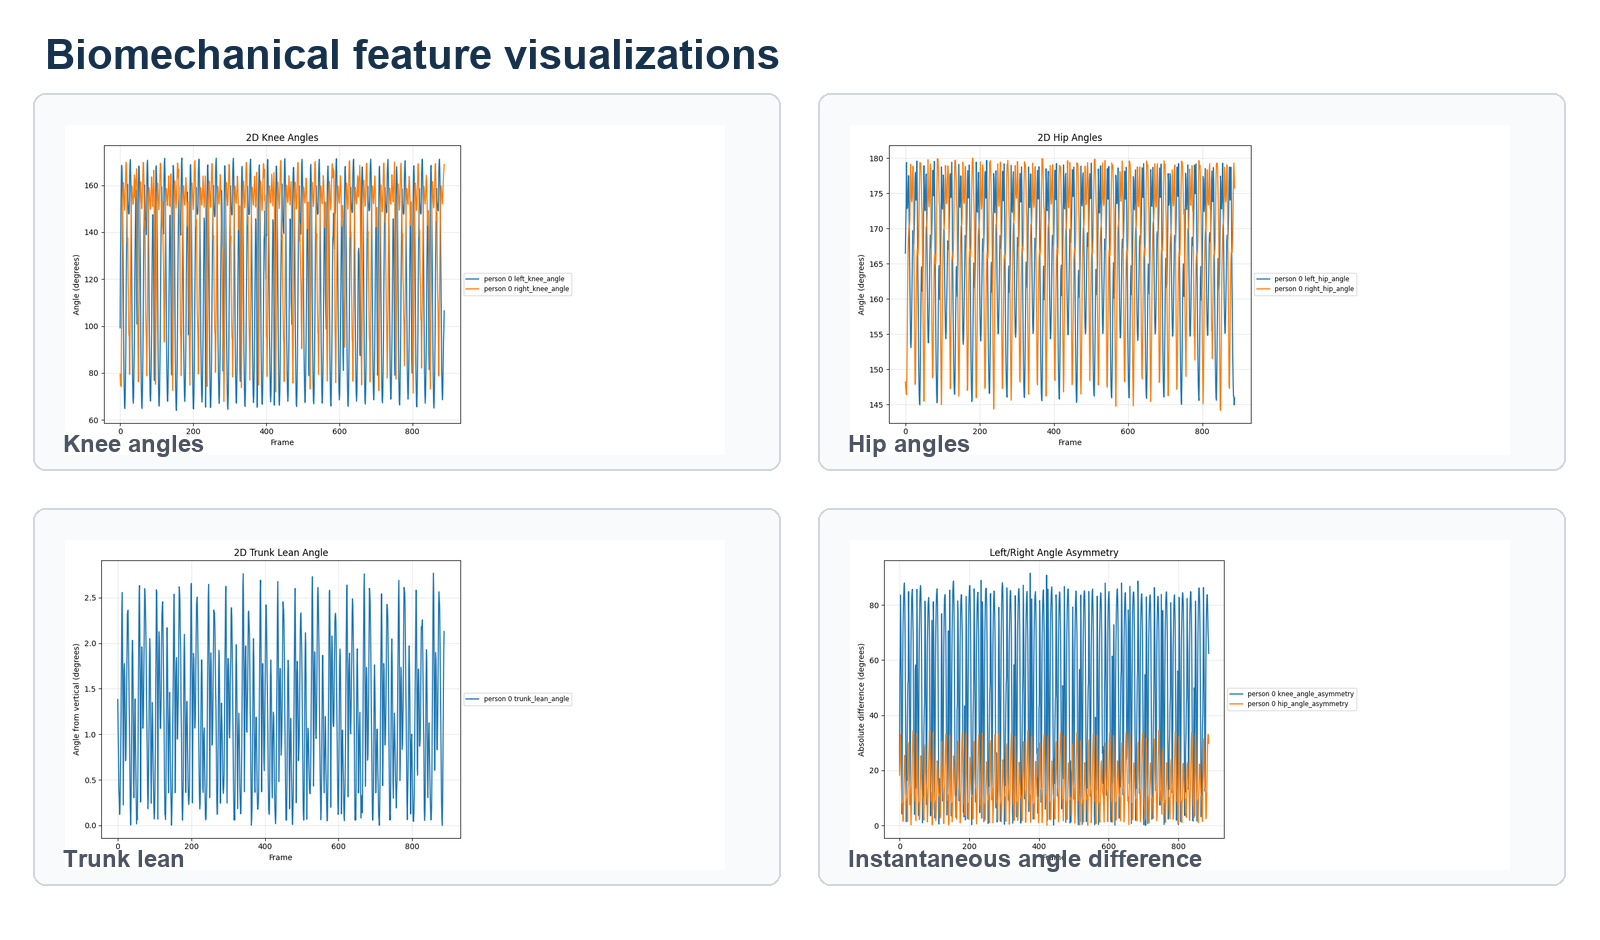 Biomechanical feature visualizations
2D Knee Angles
Angle (degrees)
160
140
120
100
80
60
0 200 400 600 800
Frame
person 0 left_knee_angle
person 0 right_knee_angle
Knee angles
2D Hip Angles
Angle (degrees)
180
175
170
165
160
155
150
145
0 200 400 600 800
Frame
person 0 left_hip_angle
person 0 right_hip_angle
Hip angles
2D Trunk Lean Angle
Angle from vertical (degrees)
2.5
2.0
1.5
1.0
0.5
0.0
0 200 400 600 800
Frame
person 0 trunk_lean_angle
Trunk lean
Left/Right Angle Asymmetry
Absolute difference (degrees)
80
60
40
20
0
0 200 400 600 800
Frame
person 0 knee_angle_asymmetry
person 0 hip_angle_asymmetry
Instantaneous angle difference